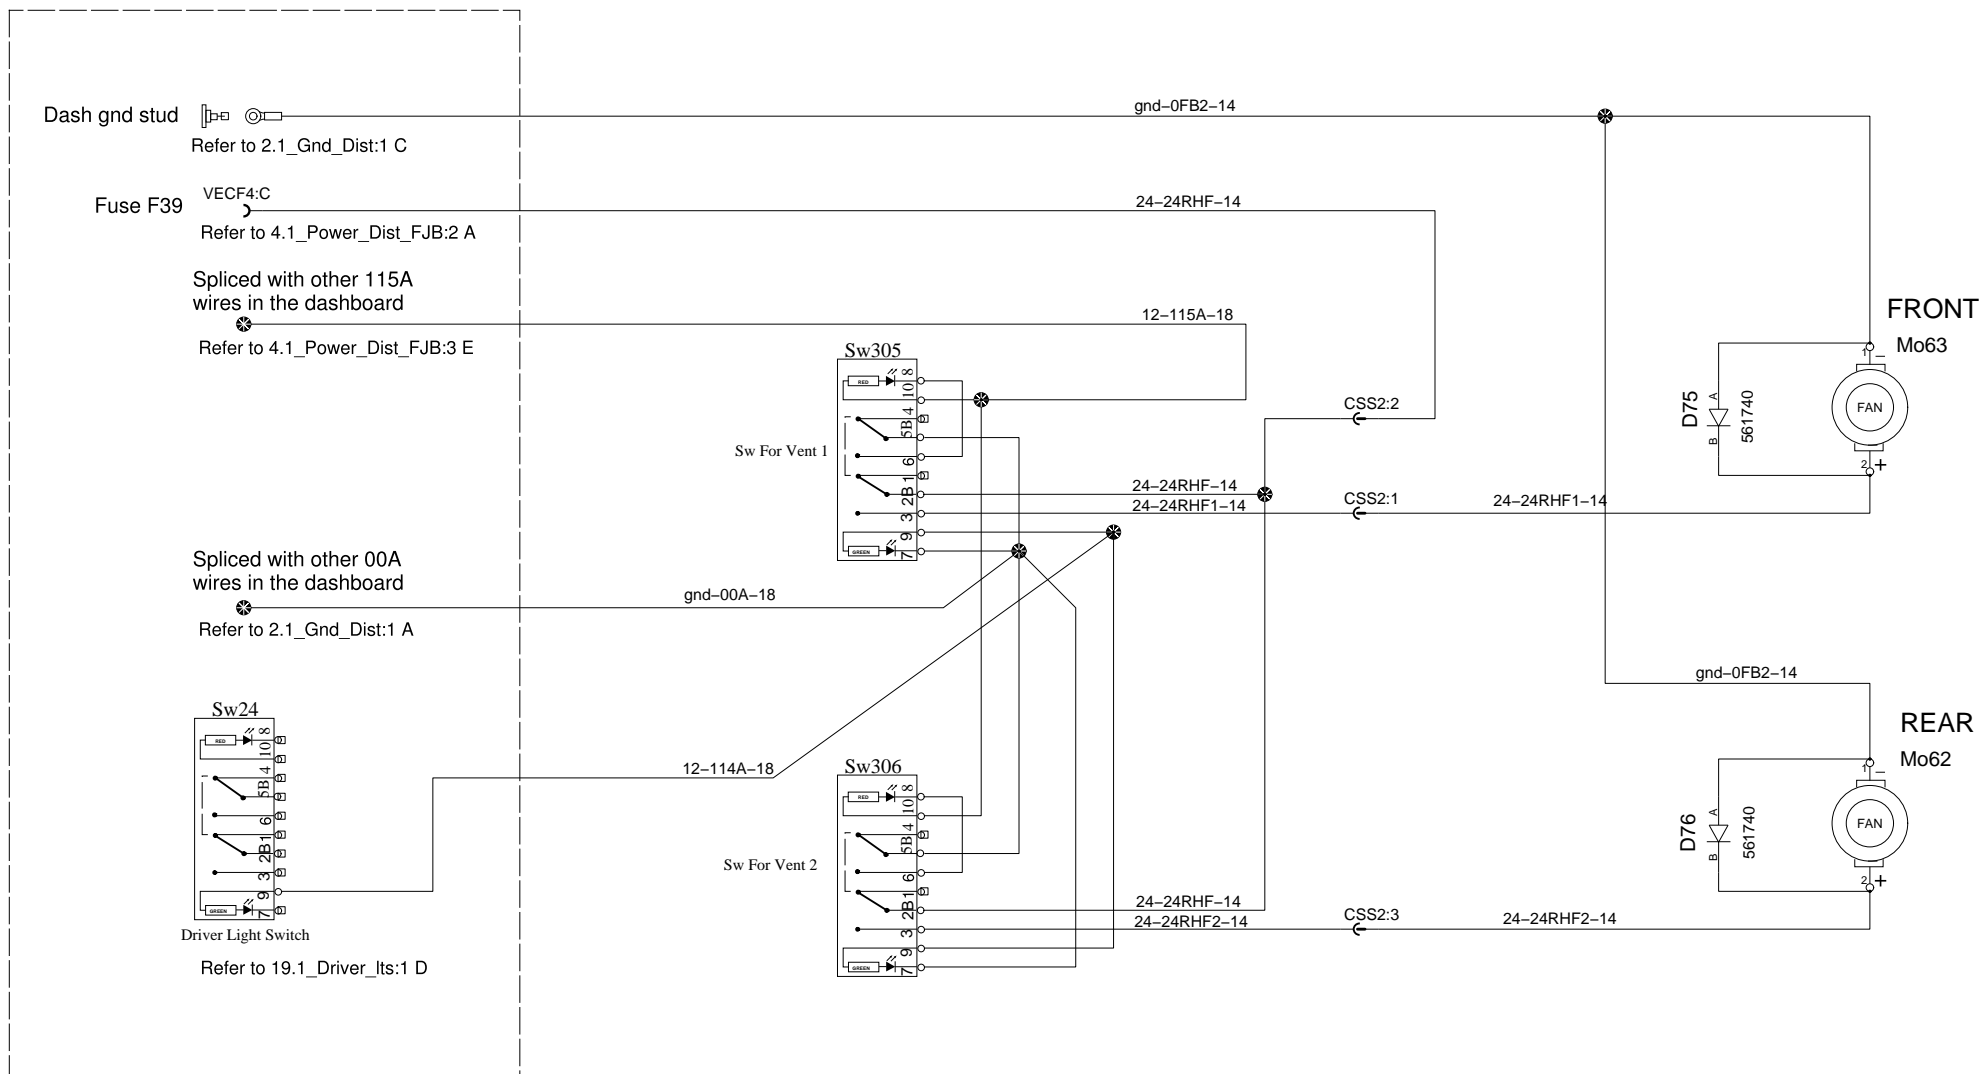 gnd–0FB2–14
Dash gnd stud
Refer to 2.1_Gnd_Dist:1 C
VECF4:C
24–24RHF–14
Fuse F39
Refer to 4.1_Power_Dist_FJB:2 A
Spliced with other 115A
wires in the dashboard
12–115A–18
Refer to 4.1_Power_Dist_FJB:3 E
FRONT
Mo63
1
–
FAN
2
+
D75
561740
A
B
Sw305
RED
8
10
4
5B
6
1
2B
3
9
7
GREEN
Sw For Vent 1
CSS2:2
24–24RHF–14
24–24RHF1–14
CSS2:1
24–24RHF1–14
Spliced with other 00A
wires in the dashboard
gnd–00A–18
Refer to 2.1_Gnd_Dist:1 A
gnd–0FB2–14
REAR
Mo62
1
–
FAN
2
+
D76
561740
A
B
Sw24
RED
8
10
4
5B
6
1
2B
3
9
7
GREEN
Driver Light Switch
Refer to 19.1_Driver_lts:1 D
12–114A–18
Sw306
RED
8
10
4
5B
6
1
2B
3
9
7
GREEN
Sw For Vent 2
24–24RHF–14
24–24RHF2–14
CSS2:3
24–24RHF2–14